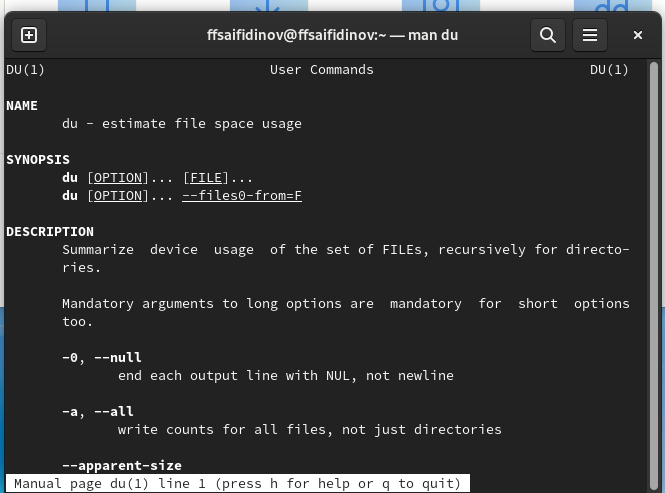 ffsaifidinov@ffsaifidinov:~ — man du
DU(1) User Commands DU(1)
NAME
du - estimate file space usage
SYNOPSIS
du [OPTION]... [FILE]...
du [OPTION]... --files0-from=F
DESCRIPTION
Summarize device usage of the set of FILEs, recursively for directo-
ries.
Mandatory arguments to long options are mandatory for short options
too.
-0, --null
end each output line with NUL, not newline
-a, --all
write counts for all files, not just directories
--apparent-size
Manual page du(1) line 1 (press h for help or q to quit)